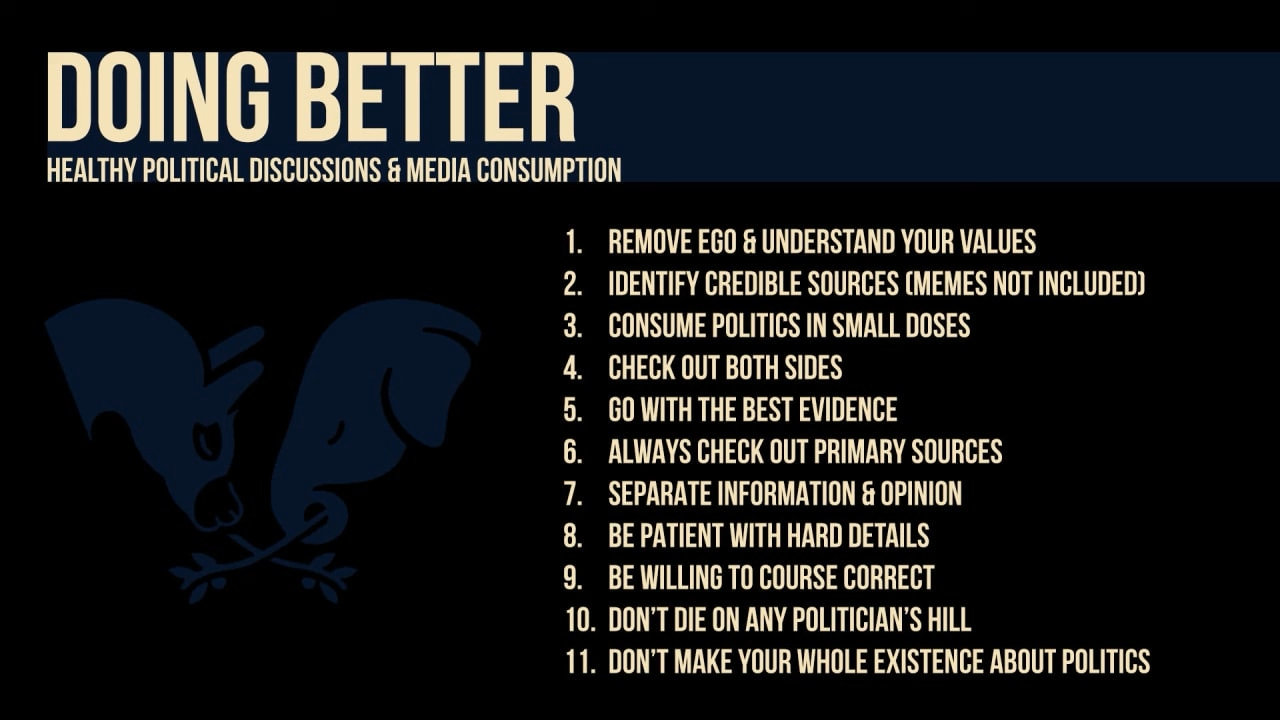 DOING BETTER
HEALTHY POLITICAL DISCUSSIONS & MEDIA CONSUMPTION
1. REMOVE EGO & UNDERSTAND YOUR VALUES
2. IDENTIFY CREDIBLE SOURCES (MEMES NOT INCLUDED)
3. CONSUME POLITICS IN SMALL DOSES
4. CHECK OUT BOTH SIDES
5. GO WITH THE BEST EVIDENCE
6. ALWAYS CHECK OUT PRIMARY SOURCES
7. SEPARATE INFORMATION & OPINION
8. BE PATIENT WITH HARD DETAILS
9. BE WILLING TO COURSE CORRECT
10. DON'T DIE ON ANY POLITICIAN'S HILL
11. DON'T MAKE YOUR WHOLE EXISTENCE ABOUT POLITICS